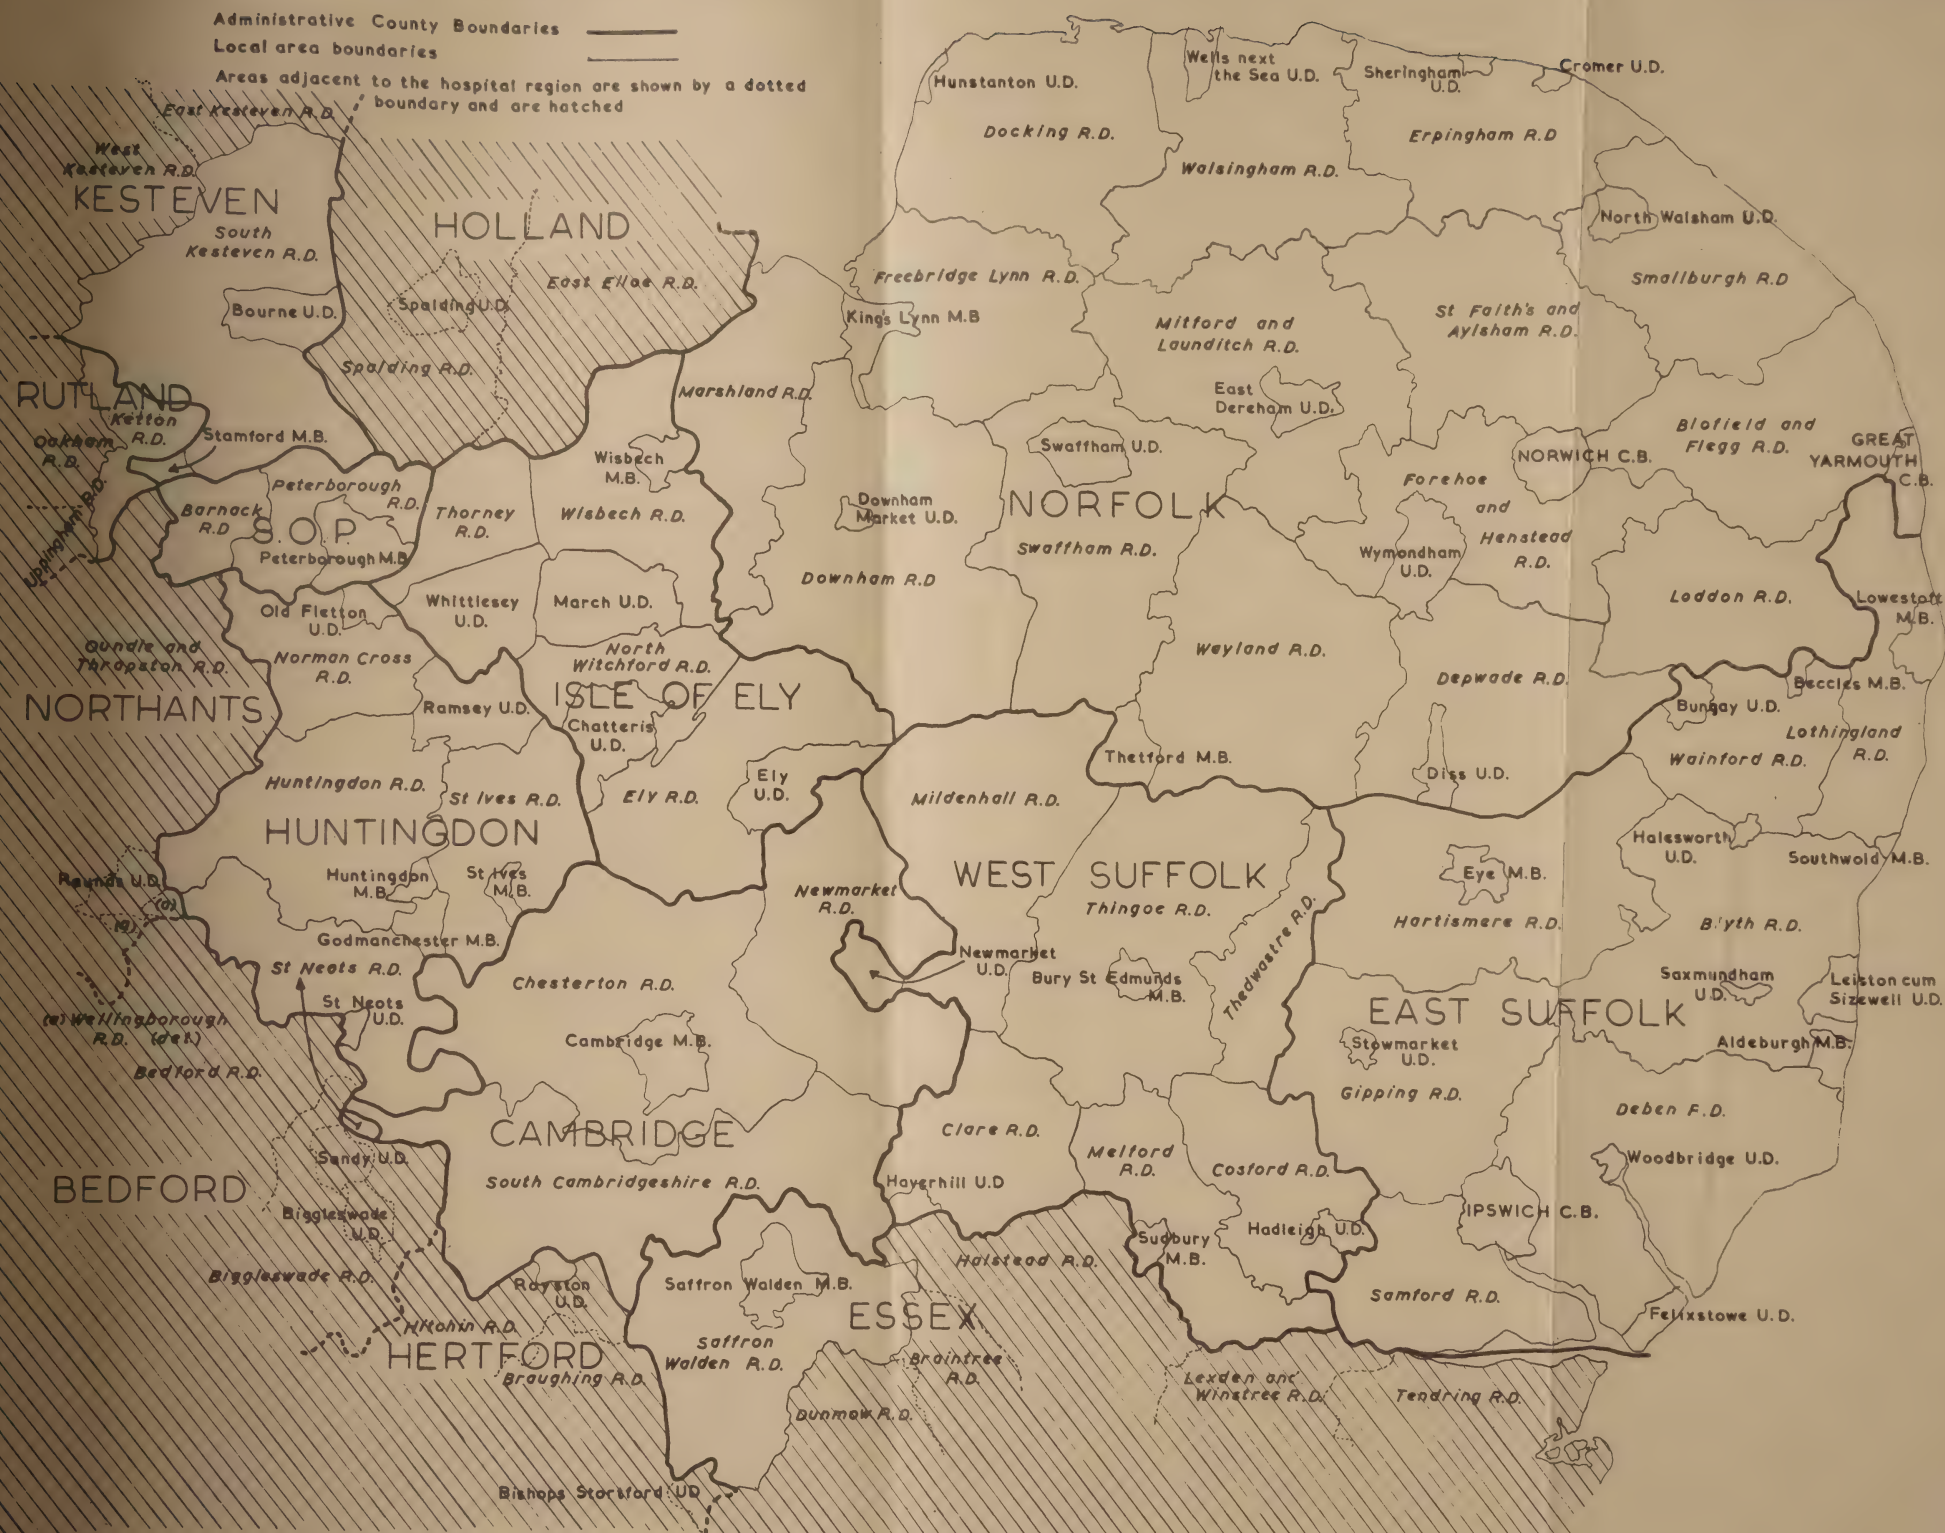 Administrative County Boundaries
Local area boundaries
Areas adjacent to the hospital region are shown by a dotted
boundary and are hatched
East Kesteven R.D.
West
Kesteven R.D.
KESTEVEN
South
Kesteven R.D.
Bourne U.D.
HOLLAND
Spalding U.D.
East Elloe R.D.
Spalding R.D.
RUTLAND
Ketton
R.D.
Oakham
R.D.
Stamford M.B.
Uppingham R.D.
Barnack
R.D
Peterborough
R.D.
S.O.P
Peterborough M.B
Thorney
R.D.
Wisbech
M.B.
Wisbech R.D.
Old Fletton
U.D.
Whittlesey
U.D.
March U.D.
Oundle and
Thrapston R.D.
Norman Cross
R.D.
North
Witchford R.D.
NORTHANTS
Ramsey U.D.
ISLE OF ELY
Chatteris
U.D.
Huntingdon R.D.
St Ives R.D.
Ely R.D.
Ely
U.D.
HUNTINGDON
Raunds U.D.
(a)
(a)
Huntingdon
M.B.
St Ives
M.B.
Godmanchester M.B.
St Neots R.D.
St Neots
U.D.
(a) Wellingborough
R.D. (det.)
Bedford R.D.
Chesterton R.D.
Cambridge M.B.
Newmarket
R.D.
Newmarket
U.D.
CAMBRIDGE
South Cambridgeshire R.D.
BEDFORD
Sandy U.D.
Biggleswade
U.D.
Biggleswade R.D.
Hitchin R.D.
HERTFORD
Royston
U.D.
Braughing R.D.
Bishops Stortford UD
Saffron Walden M.B.
Saffron
Walden R.D.
ESSEX
Dunmow R.D.
Braintree
R.D.
Halstead R.D.
Lexden and
Winstree R.D.
Tendring R.D.
Hunstanton U.D.
Wells next
the Sea U.D.
Sheringham
U.D.
Cromer U.D.
Docking R.D.
Walsingham R.D.
Erpingham R.D
North Walsham U.D.
Freebridge Lynn R.D.
King's Lynn M.B
Mitford and
Launditch R.D.
St Faith's and
Aylsham R.D.
Smallburgh R.D
Marshland R.D.
East
Dereham U.D.
Swaffham U.D.
NORWICH C.B.
Blofield and
Flegg R.D.
GREAT
YARMOUTH
C.B.
Downham
Market U.D.
NORFOLK
Forehoe
and
Henstead
R.D.
Swaffham R.D.
Downham R.D
Wymondham
U.D.
Loddon R.D.
Lowestoft
M.B.
Wayland R.D.
Depwade R.D.
Beccles M.B.
Bungay U.D.
Lothingland
R.D.
Wainford R.D.
Thetford M.B.
Diss U.D.
Mildenhall R.D.
Halesworth
U.D.
Southwold M.B.
WEST SUFFOLK
Thingoe R.D.
Eye M.B.
Hartismere R.D.
Blyth R.D.
Thedwastre R.D.
Bury St Edmunds
M.B.
Saxmundham
U.D.
Leiston cum
Sizewell U.D.
EAST SUFFOLK
Stowmarket
U.D.
Aldeburgh M.B.
Gipping R.D.
Deben R.D.
Clare R.D.
Melford
R.D.
Cosford R.D.
Woodbridge U.D.
Haverhill U.D
Sudbury
M.B.
Hadleigh U.D.
IPSWICH C.B.
Samford R.D.
Felixstowe U.D.